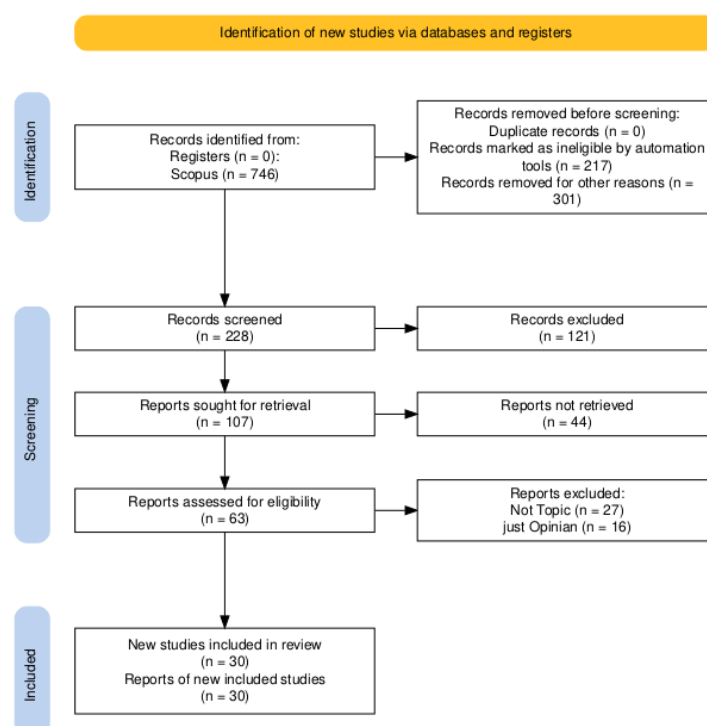 Identification of new studies via databases and registers
Identification
Records identified from:
Registers (n = 0):
Scopus (n = 746)
Records removed before screening:
Duplicate records (n = 0)
Records marked as ineligible by automation
tools (n = 217)
Records removed for other reasons (n =
301)
Screening
Records screened
(n = 228)
Records excluded
(n = 121)
Reports sought for retrieval
(n = 107)
Reports not retrieved
(n = 44)
Reports assessed for eligibility
(n = 63)
Reports excluded:
Not Topic (n = 27)
just Opinian (n = 16)
Included
New studies included in review
(n = 30)
Reports of new included studies
(n = 30)